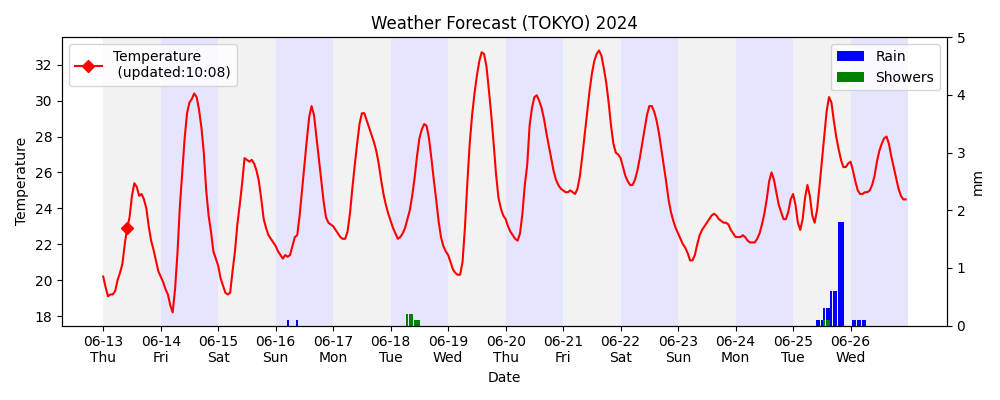 Weather Forecast (TOKYO) 2024
Temperature
(updated:10:08)
Rain
Showers
Temperature
32
30
28
26
24
22
20
18
5
4
3
2
1
0
mm
06-13 06-14 06-15 06-16 06-17 06-18 06-19 06-20 06-21 06-22 06-23 06-24 06-25 06-26
Thu Fri Sat Sun Mon Tue Wed Thu Fri Sat Sun Mon Tue Wed
Date